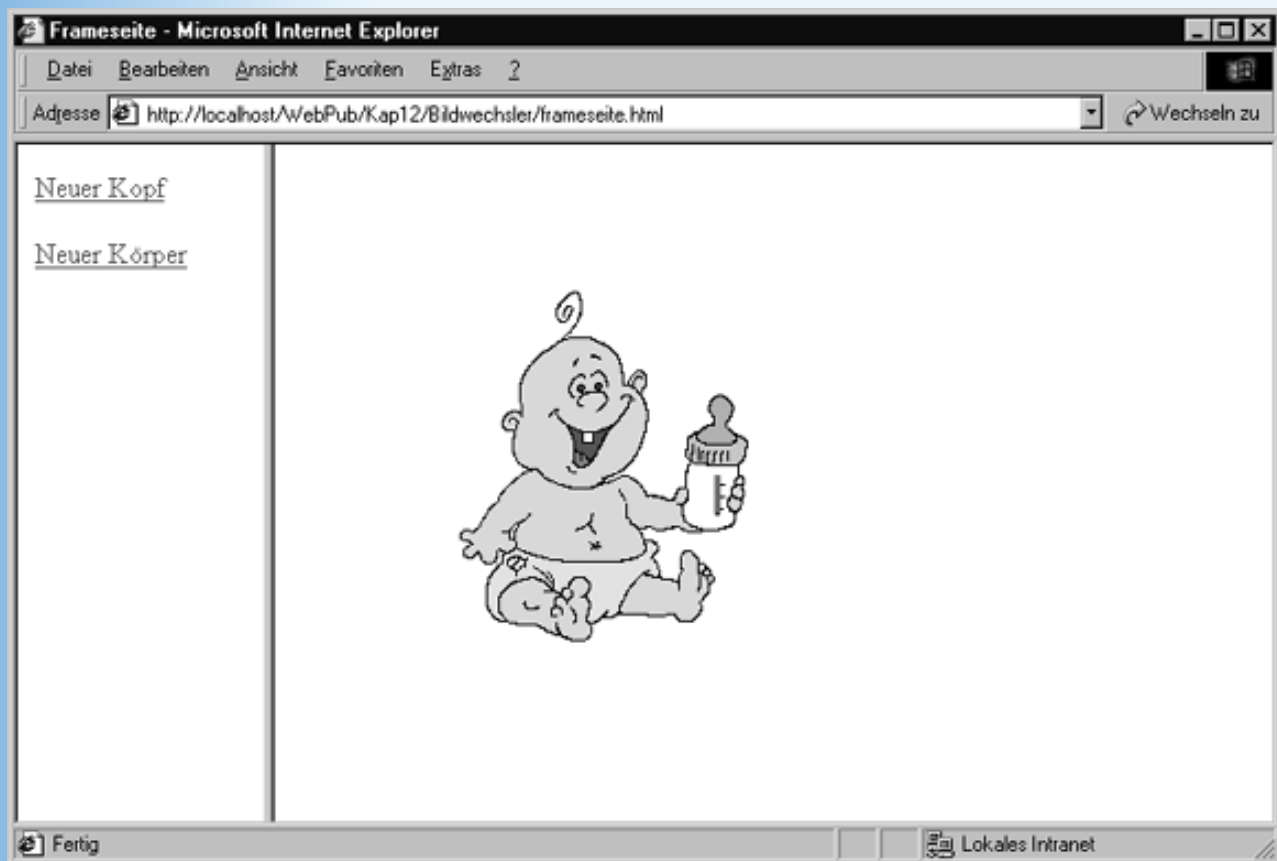 Frameseite - Microsoft Internet Explorer
Datei Bearbeiten Ansicht Favoriten Extras ?
Adresse http://localhost/WebPub/Kap12/Bildwechsler/frameseite.html Wechseln zu
Neuer Kopf
Neuer Körper
Fertig Lokales Intranet